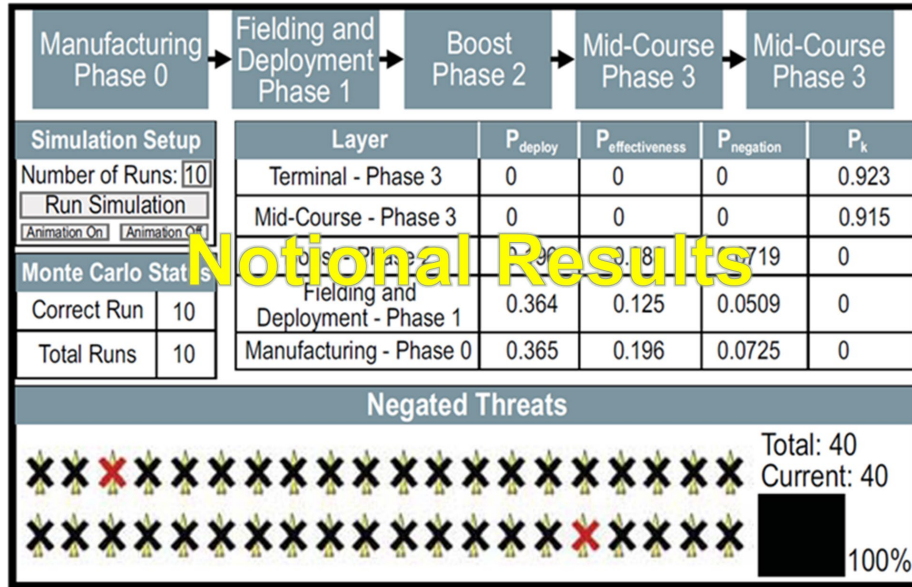 Manufacturing
Phase 0
Fielding and
Deployment
Phase 1
Boost
Phase 2
Mid-Course
Phase 3
Mid-Course
Phase 3
Simulation Setup
Number of Runs: 10
Run Simulation
Animation On Animation Off
Monte Carlo Status
Correct Run 10
Total Runs 10
Layer Pdeploy Peffectiveness Pnegation Pk
Terminal - Phase 3 0 0 0 0.923
Mid-Course - Phase 3 0 0 0 0.915
Phase 0
Fielding and
Deployment - Phase 1 0.364 0.125 0.0509 0
Manufacturing - Phase 0 0.365 0.196 0.0725 0
Notional Results
Negated Threats
Total: 40
Current: 40
100%